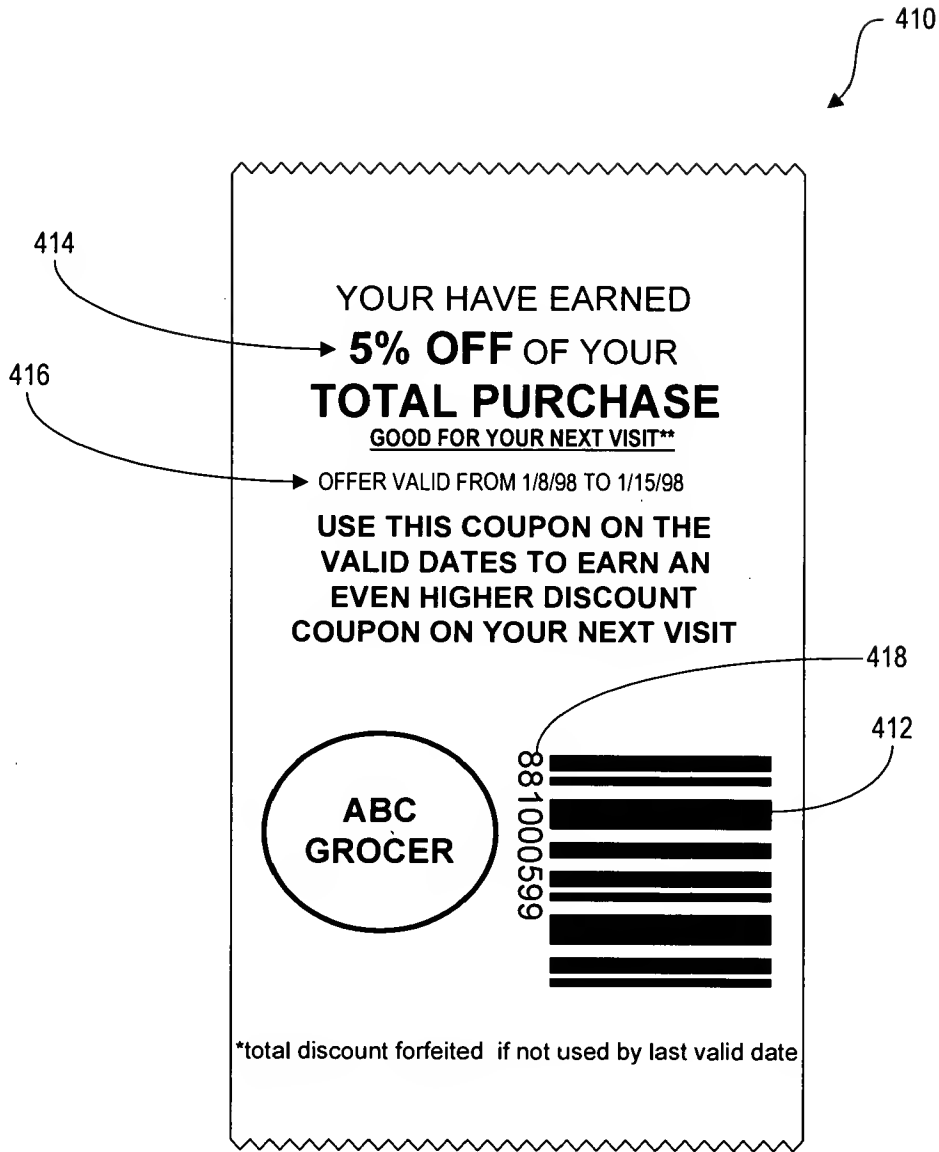 410
414
YOUR HAVE EARNED
5% OFF OF YOUR
416
TOTAL PURCHASE
GOOD FOR YOUR NEXT VISIT**
OFFER VALID FROM 1/8/98 TO 1/15/98
USE THIS COUPON ON THE
VALID DATES TO EARN AN
EVEN HIGHER DISCOUNT
COUPON ON YOUR NEXT VISIT
418
412
ABC
GROCER
881000599
*total discount forfeited if not used by last valid date